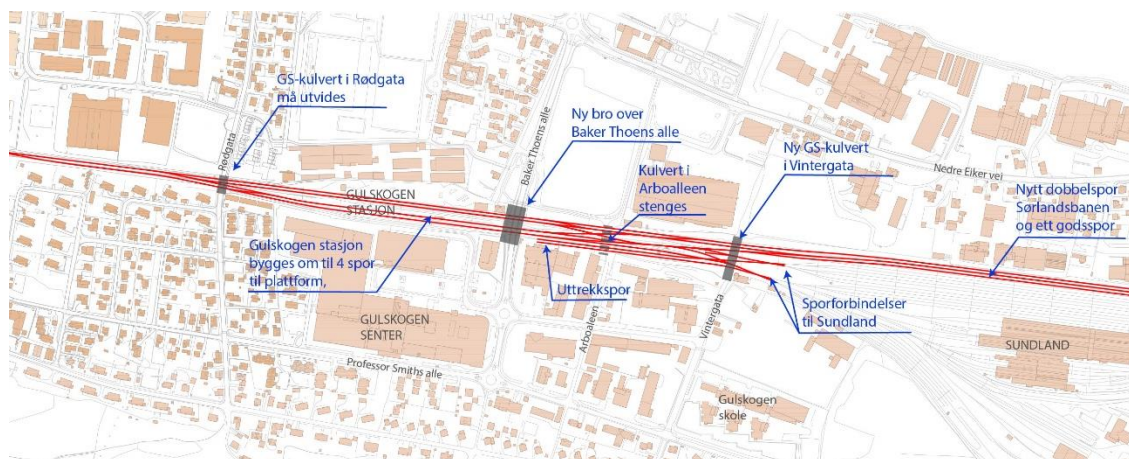 GS-kulvert i Rødgata
må utvides
Rødgata
GULSKOGEN
STASJON
Gulskogen stasjon
bygges om til 4 spor
til plattform,
Ny bro over
Baker Thoens alle
Baker Thoens alle
Kulvert i
Arboalleen
stenges
Uttrekkspor
Arboalleen
Ny GS-kulvert
i Vintergata
Vintergata
Nedre Eiker vei
Nytt dobbelspor
Sørlandsbanen
og ett godsspor
Sporforbindelser
til Sundland
SUNDLAND
GULSKOGEN
SENTER
Professor Smiths alle
Gulskogen
skole